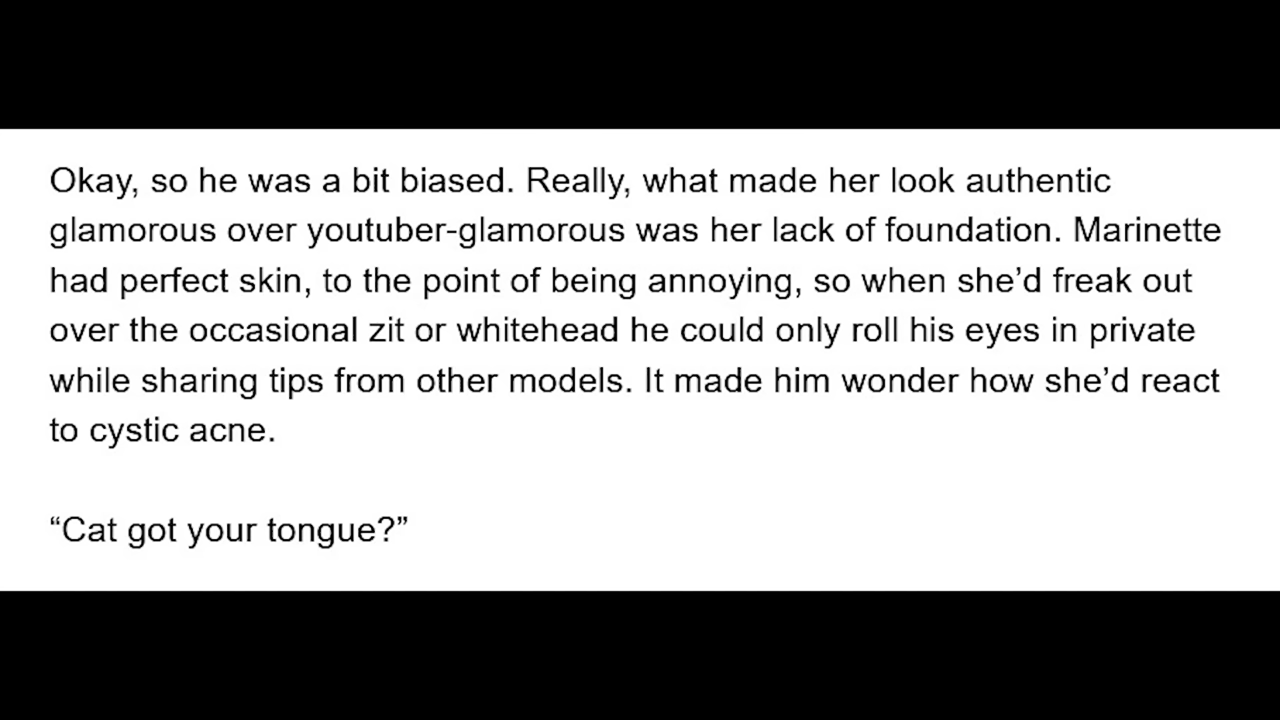 Okay, so he was a bit biased. Really, what made her look authentic
glamorous over youtuber-glamorous was her lack of foundation. Marinette
had perfect skin, to the point of being annoying, so when she’d freak out
over the occasional zit or whitehead he could only roll his eyes in private
while sharing tips from other models. It made him wonder how she’d react
to cystic acne.
“Cat got your tongue?”